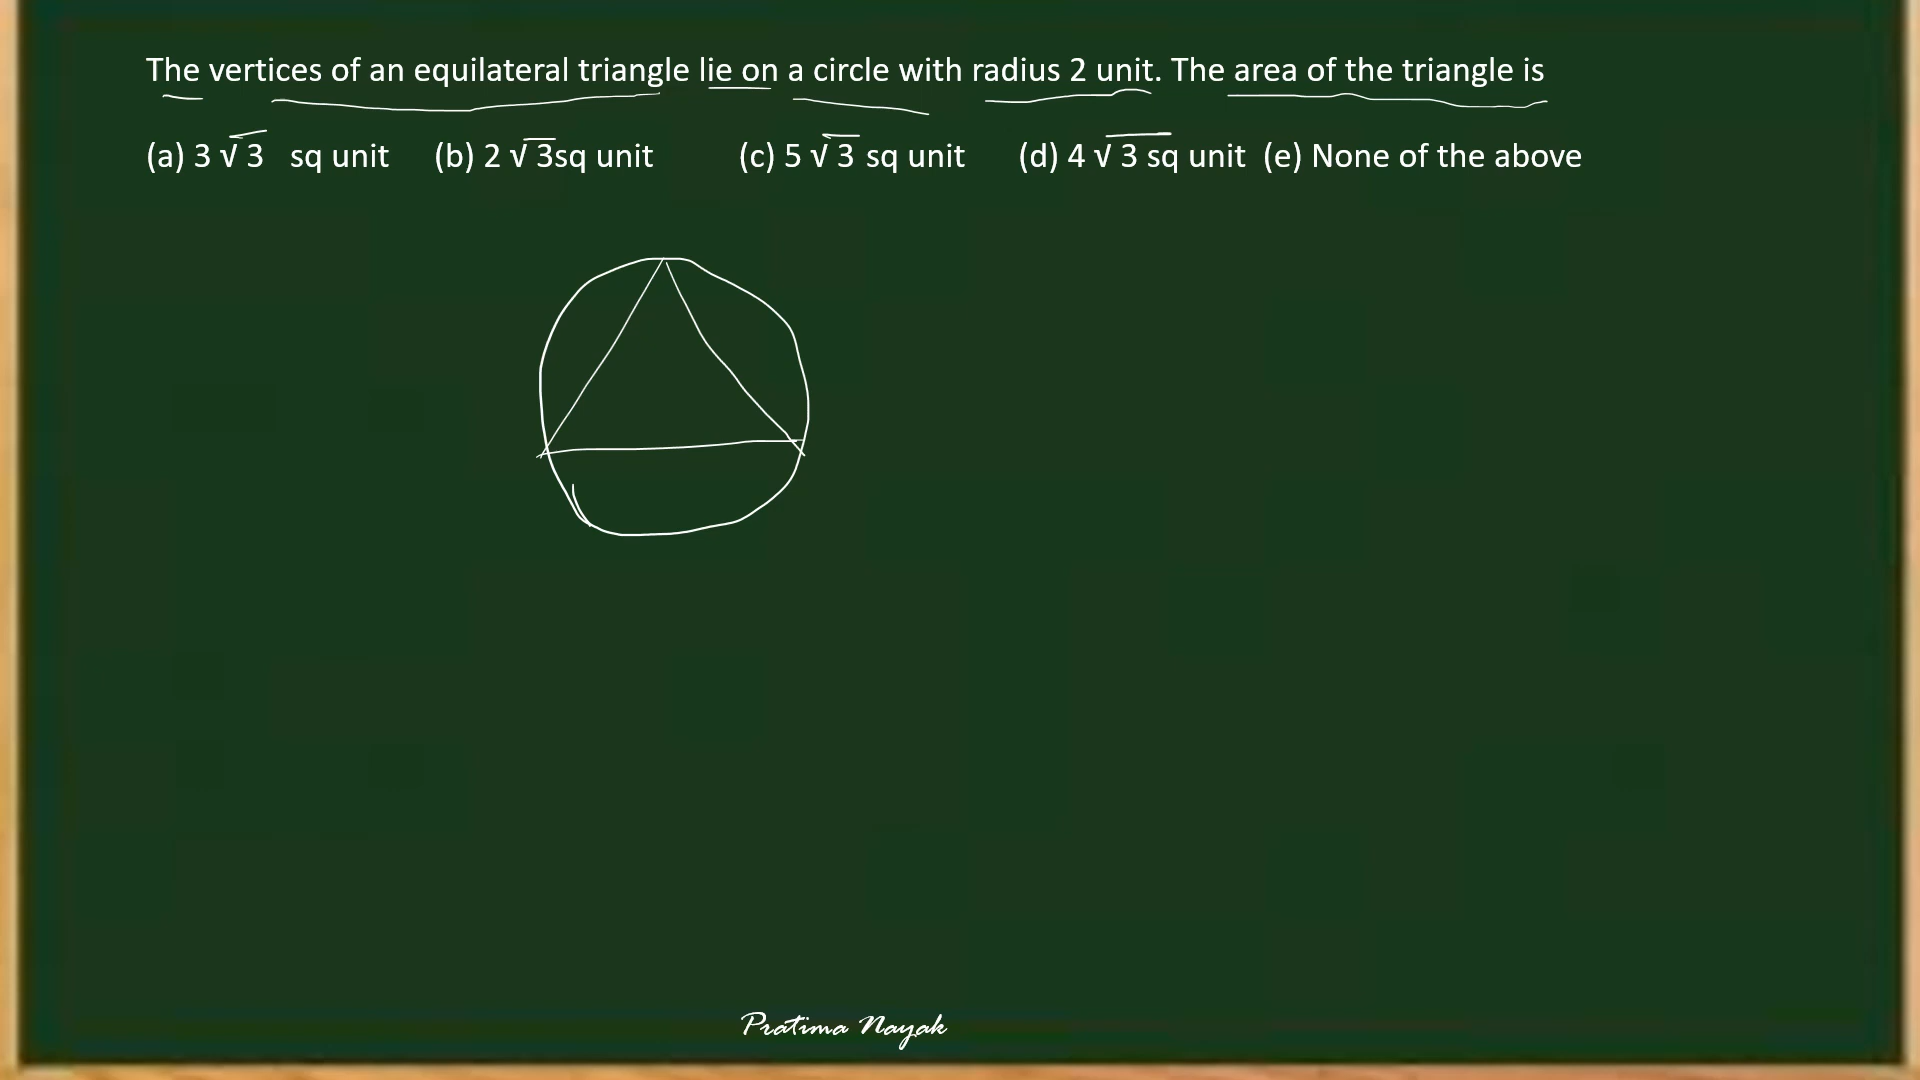 The vertices of an equilateral triangle lie on a circle with radius 2 unit. The area of the triangle is
(a) 3 √ 3 sq unit (b) 2 √ 3sq unit (c) 5 √ 3 sq unit (d) 4 √ 3 sq unit (e) None of the above
Pratima Nayak